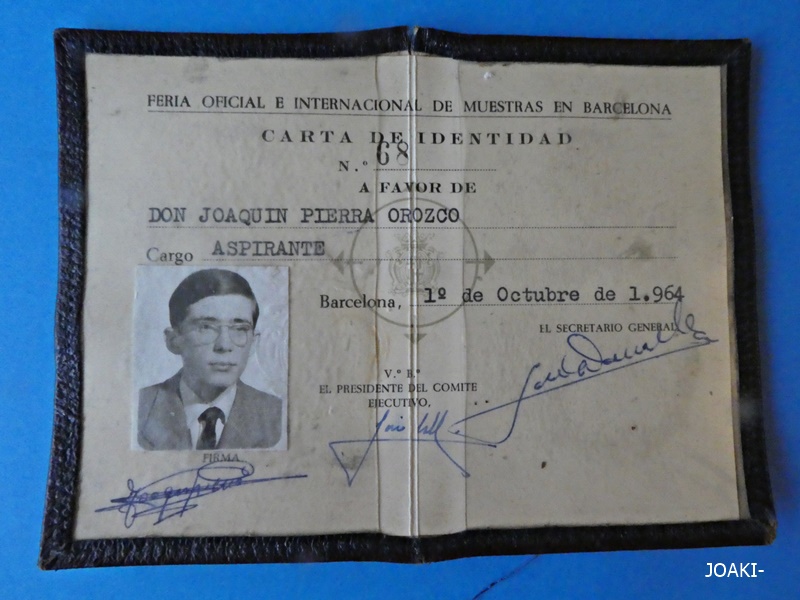 FERIA OFICIAL E INTERNACIONAL DE MUESTRAS EN BARCELONA
CARTA DE IDENTIDAD
N.º 68
A FAVOR DE
DON JOAQUIN PIERRA OROZCO
Cargo ASPIRANTE
Barcelona, 1º de Octubre de 1.964
EL SECRETARIO GENERAL
V.º B.º
EL PRESIDENTE DEL COMITE
EJECUTIVO,
FIRMA
JOAKI-